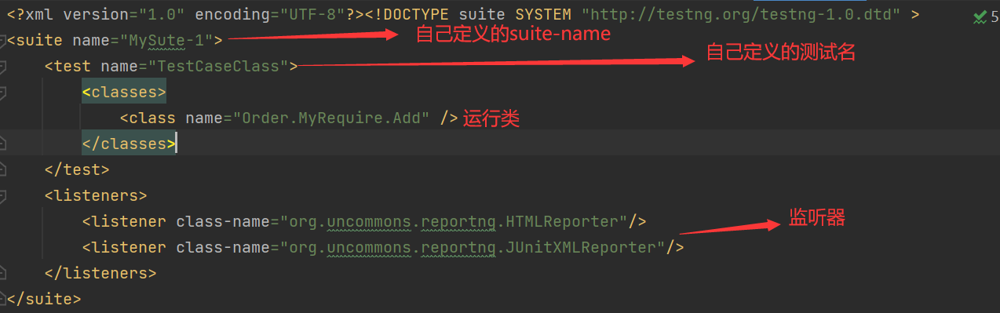 <?xml version="1.0" encoding="UTF-8"?><!DOCTYPE suite SYSTEM "http://testng.org/testng-1.0.dtd" > 5
<suite name="MySute-1"> 自己定义的suite-name
<test name="TestCaseClass"> 自己定义的测试名
<classes>
<class name="Order.MyRequire.Add" /> 运行类
</classes>
</test>
<listeners>
<listener class-name="org.uncommons.reportng.HTMLReporter"/> 监听器
<listener class-name="org.uncommons.reportng.JUnitXMLReporter"/>
</listeners>
</suite>